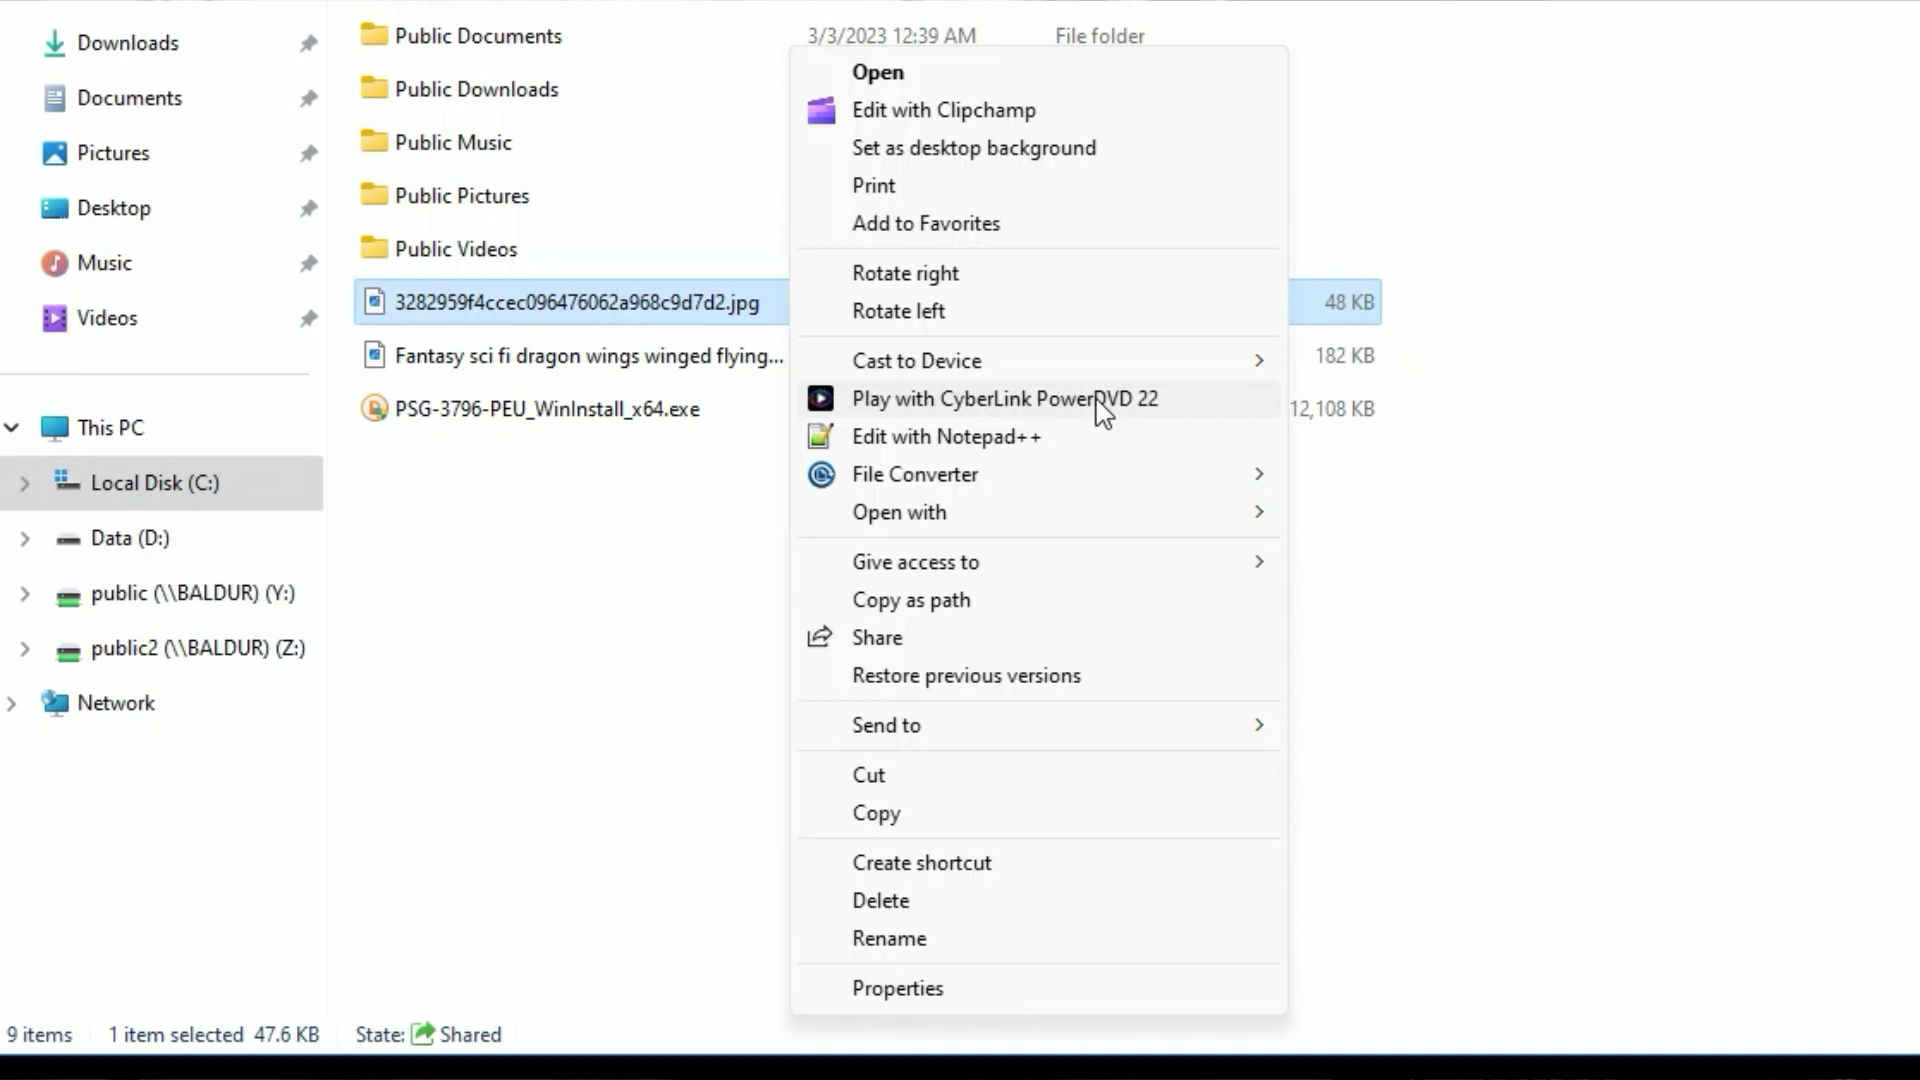 Downloads
Documents
Pictures
Desktop
Music
Videos
This PC
Local Disk (C:)
Data (D:)
public (\\BALDUR) (Y:)
public2 (\\BALDUR) (Z:)
Network
Public Documents 3/3/2023 12:39 AM File folder
Public Downloads
Public Music
Public Pictures
Public Videos
3282959f4ccec096476062a968c9d7d2.jpg 48 KB
Fantasy sci fi dragon wings winged flying... 182 KB
PSG-3796-PEU_WinInstall_x64.exe 12,108 KB
Open
Edit with Clipchamp
Set as desktop background
Print
Add to Favorites
Rotate right
Rotate left
Cast to Device
Play with CyberLink PowerDVD 22
Edit with Notepad++
File Converter
Open with
Give access to
Copy as path
Share
Restore previous versions
Send to
Cut
Copy
Create shortcut
Delete
Rename
Properties
9 items 1 item selected 47.6 KB State: Shared